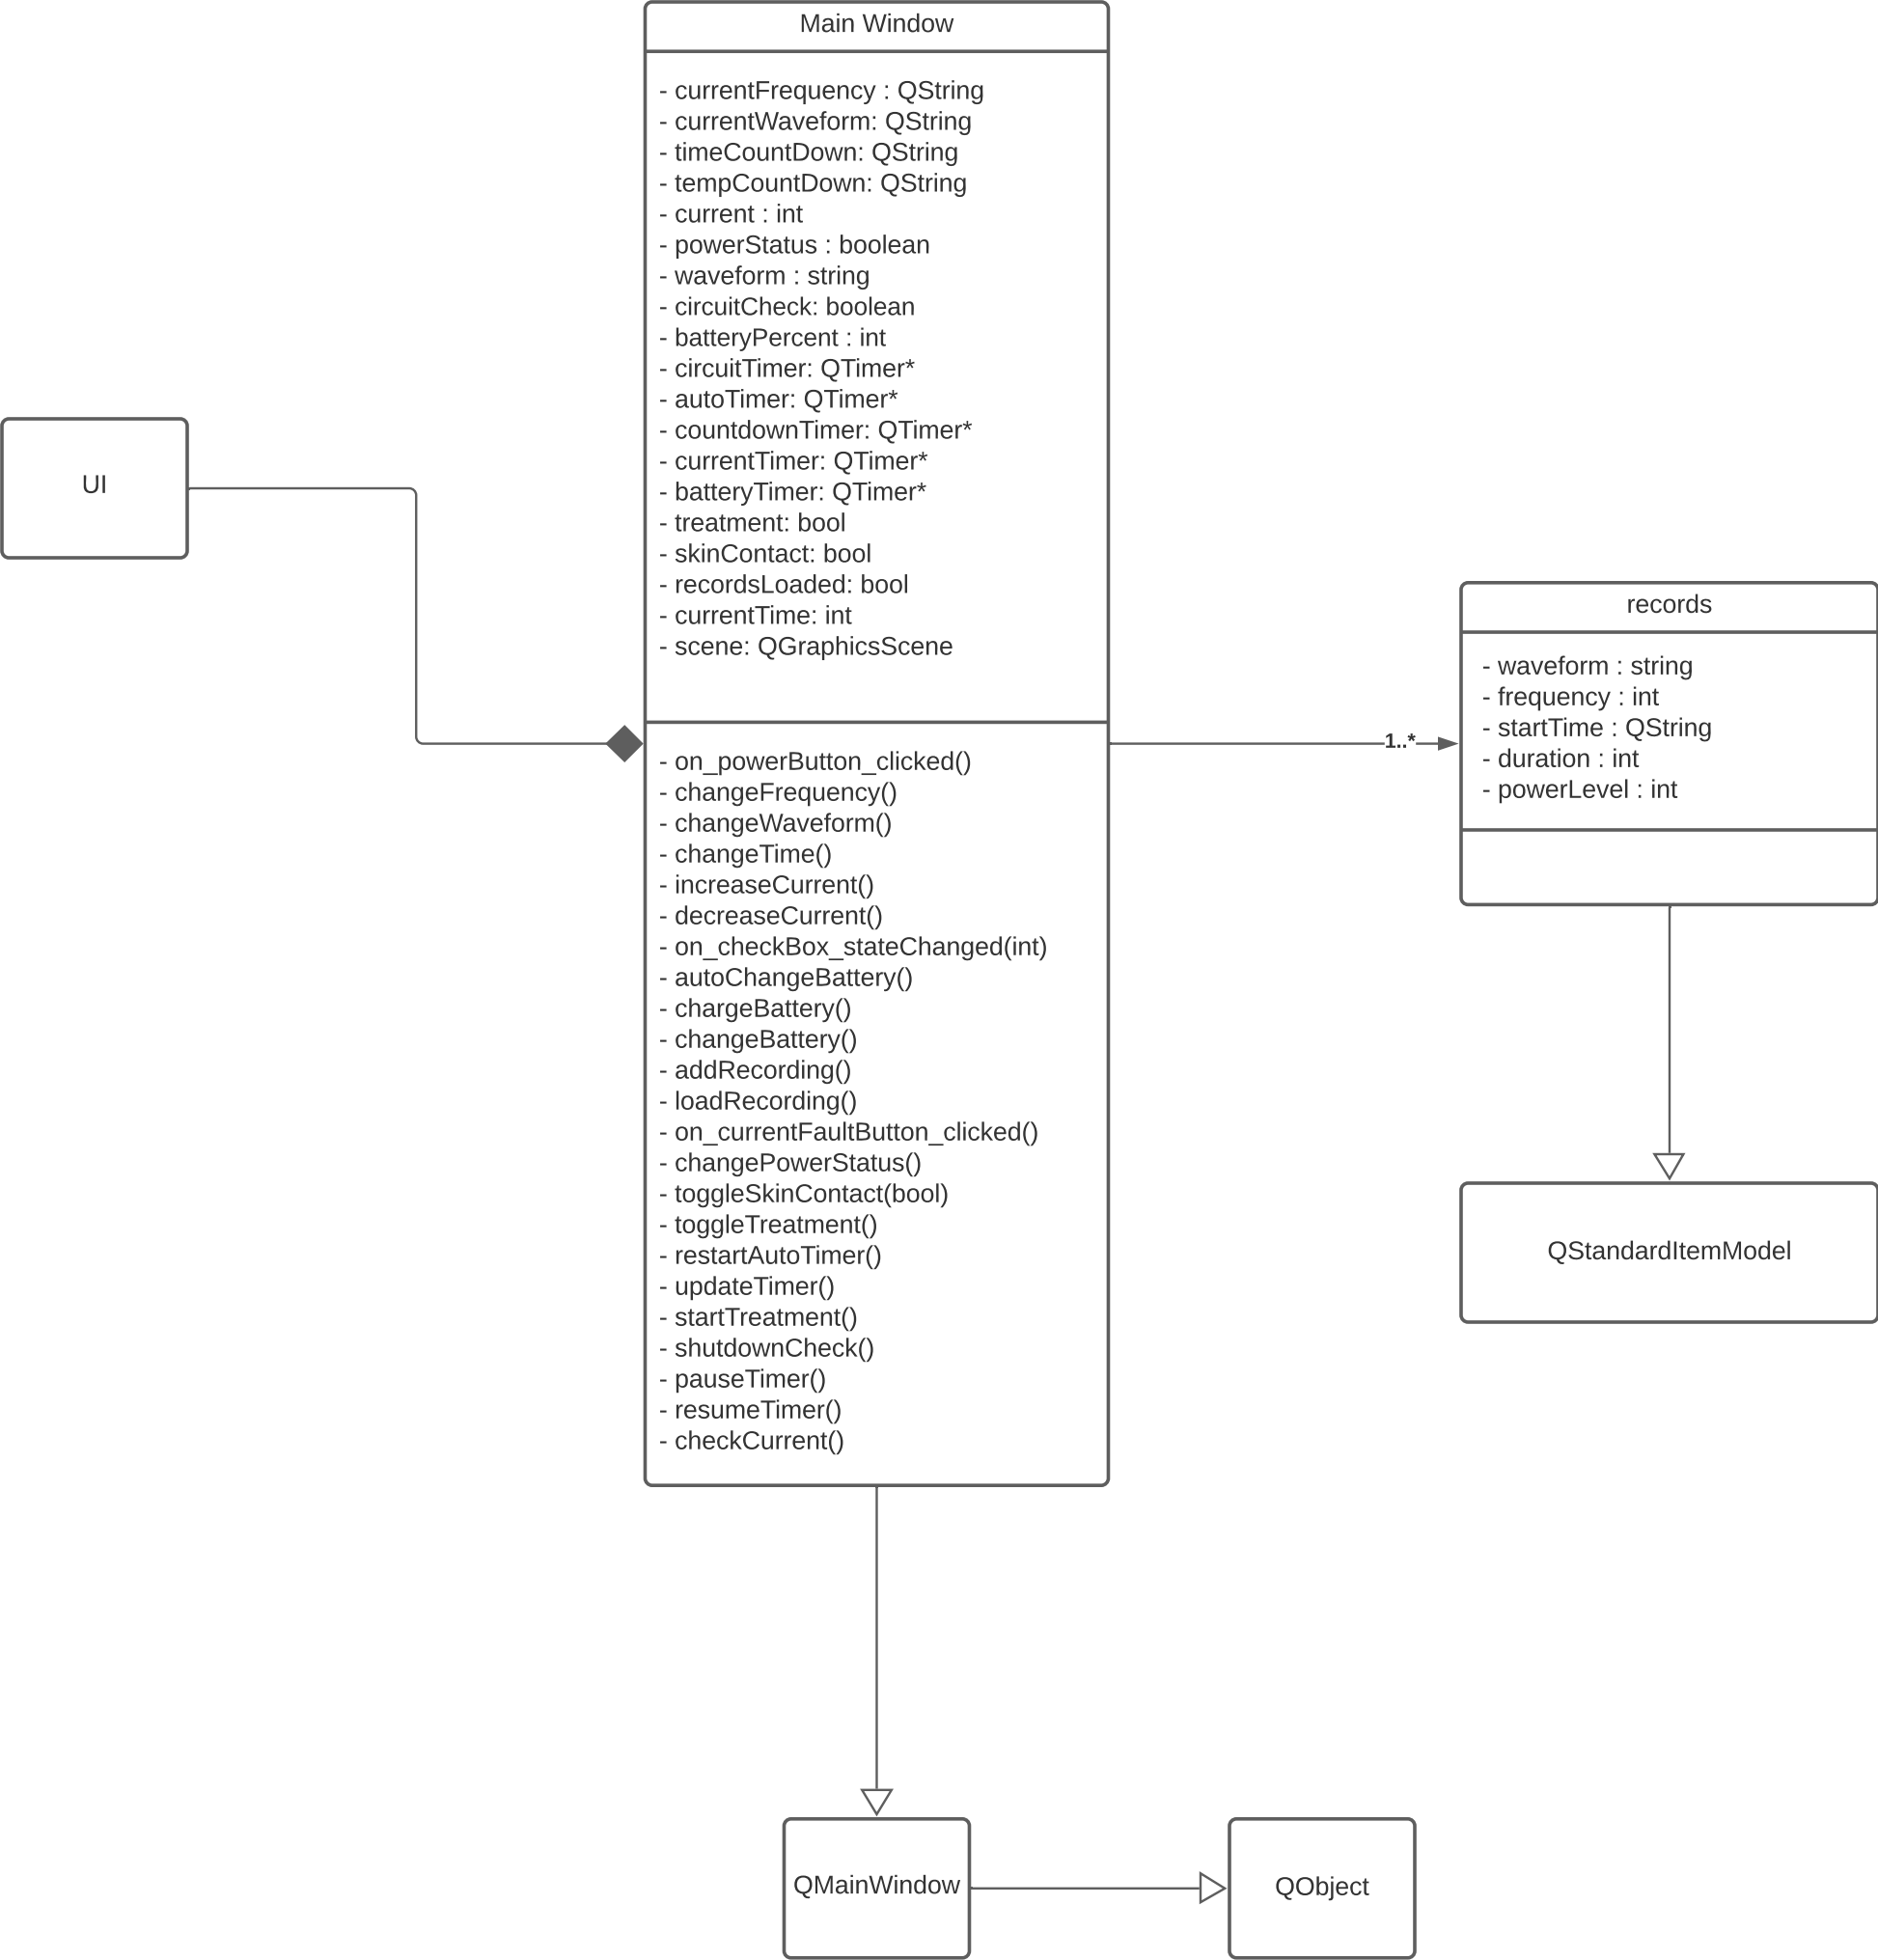 Main Window
- currentFrequency : QString
- currentWaveform: QString
- timeCountDown: QString
- tempCountDown: QString
- current : int
- powerStatus : boolean
- waveform : string
- circuitCheck: boolean
- batteryPercent : int
- circuitTimer: QTimer*
- autoTimer: QTimer*
- countdownTimer: QTimer*
- currentTimer: QTimer*
- batteryTimer: QTimer*
- treatment: bool
- skinContact: bool
- recordsLoaded: bool
- currentTime: int
- scene: QGraphicsScene
- on_powerButton_clicked()
- changeFrequency()
- changeWaveform()
- changeTime()
- increaseCurrent()
- decreaseCurrent()
- on_checkBox_stateChanged(int)
- autoChangeBattery()
- chargeBattery()
- changeBattery()
- addRecording()
- loadRecording()
- on_currentFaultButton_clicked()
- changePowerStatus()
- toggleSkinContact(bool)
- toggleTreatment()
- restartAutoTimer()
- updateTimer()
- startTreatment()
- shutdownCheck()
- pauseTimer()
- resumeTimer()
- checkCurrent()
UI
1..*
records
- waveform : string
- frequency : int
- startTime : QString
- duration : int
- powerLevel : int
QStandardItemModel
QMainWindow
QObject